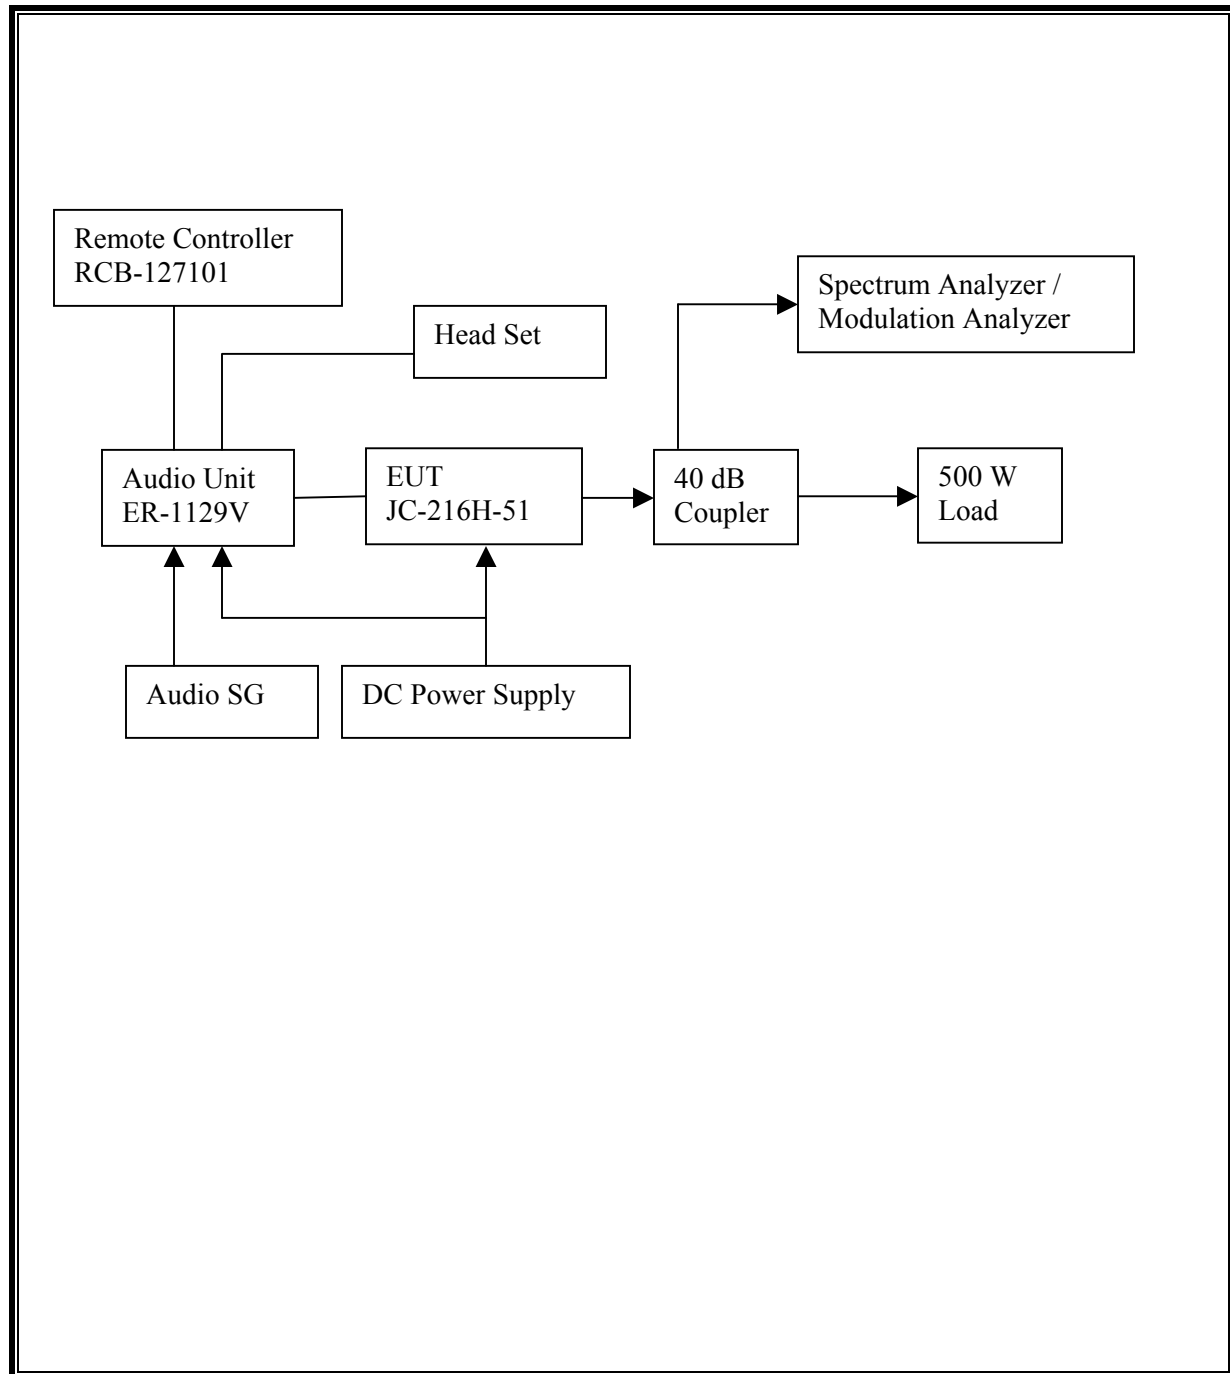 Remote Controller
RCB-127101
Spectrum Analyzer /
Modulation Analyzer
Head Set
Audio Unit
ER-1129V
EUT
JC-216H-51
40 dB
Coupler
500 W
Load
Audio SG
DC Power Supply